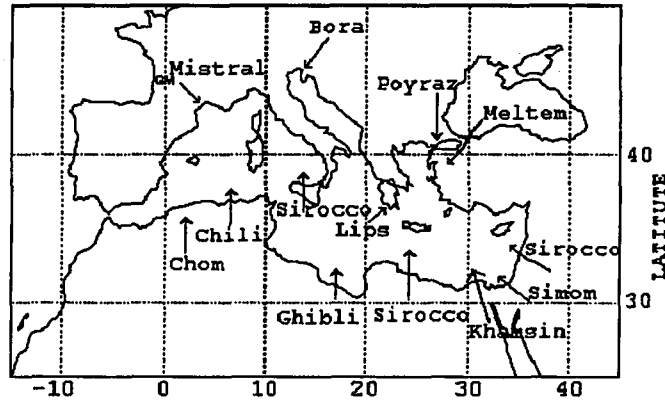 Bora
Mistral
GM
Poyraz
Meltem
40
Sirocco
Lips
Chili
Chom
Sirocco
Simom
30
Ghibli
Sirocco
Khamsin
LATITUDE
-10 0 10 20 30 40